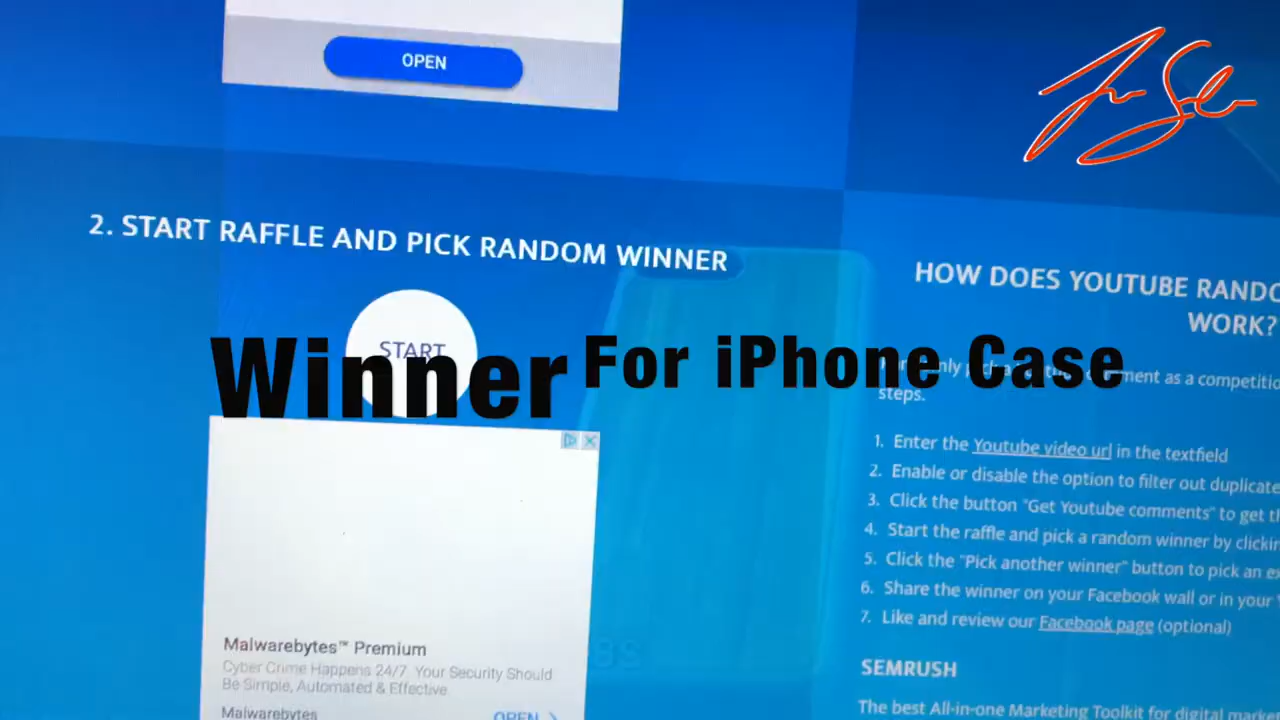 OPEN
2. START RAFFLE AND PICK RANDOM WINNER
START
Winner For iPhone Case
Malwarebytes™ Premium
Cyber Crime Happens 24/7. Your Security Should
Be Simple, Automated & Effective.
Malwarebytes
OPEN
HOW DOES YOUTUBE
WORK?
comment as a
steps.
1. Enter the Youtube video url in the textfield
2. Enable or disable the option to filter out duplicate
3. Click the button "Get Youtube comments" to get
4. Start the raffle and pick a random winner by
5. Click the "Pick another winner" button to pick an
6. Share the winner on your Facebook wall or in your
7. Like and review our Facebook page (optional)
SEMRUSH
The best All-in-one Marketing Toolkit for digital